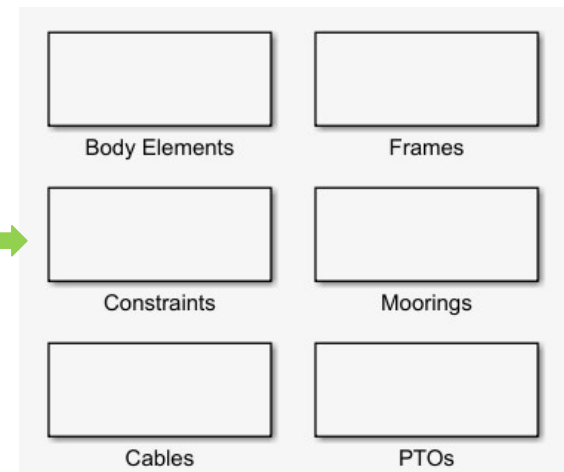 Body Elements
Frames
Constraints
Moorings
Cables
PTOs